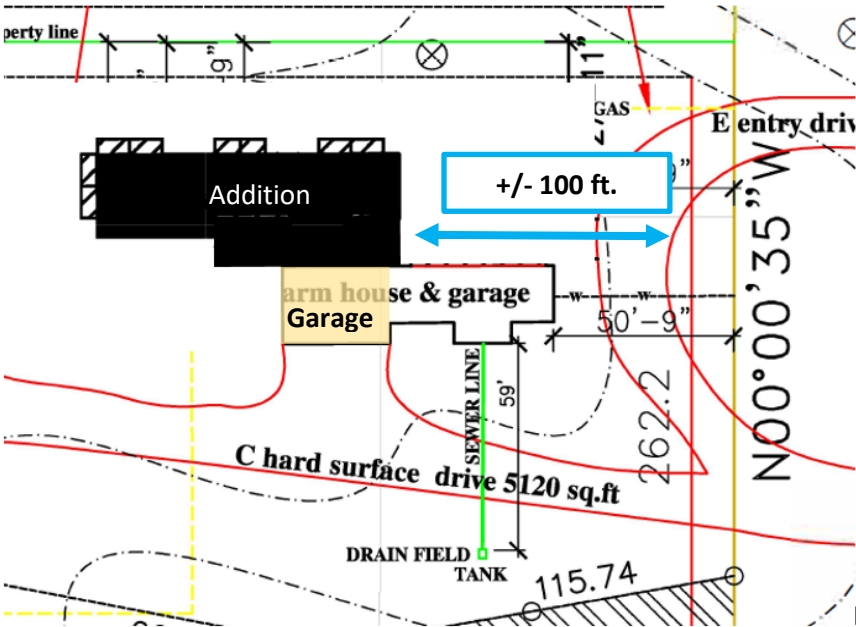 perty line
-9"
11"
GAS
E entry driv
Addition
+/- 100 ft.
9"
arm house & garage
Garage
w w
50'-9"
N00°00'35" W
SEWER LINE
59'
262.2
C hard surface drive 5120 sq.ft
DRAIN FIELD
TANK
115.74